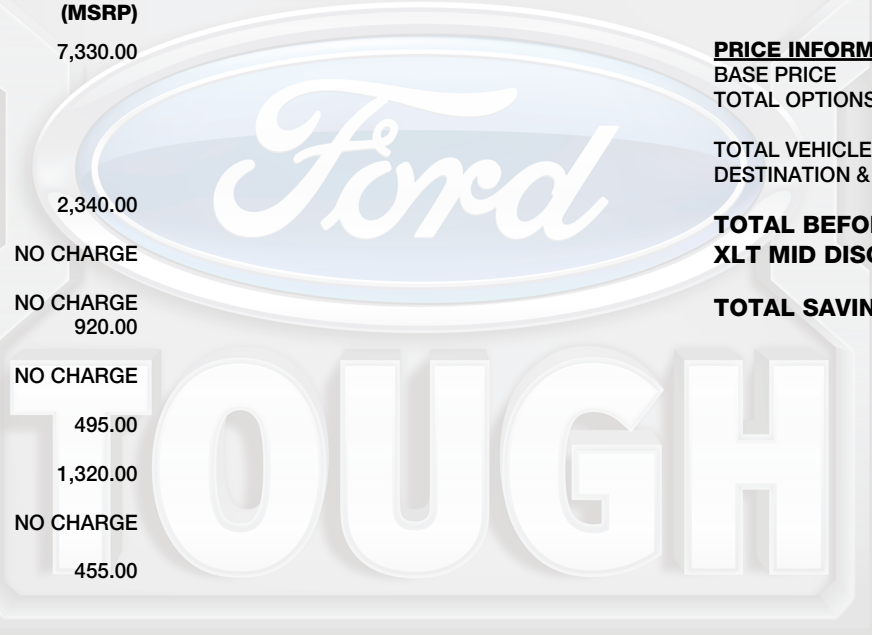 (MSRP)
7,330.00
2,340.00
NO CHARGE
NO CHARGE
920.00
NO CHARGE
495.00
1,320.00
NO CHARGE
455.00
PRICE INFORM
BASE PRICE
TOTAL OPTIONS
TOTAL VEHICLE
DESTINATION &
TOTAL BEFO
XLT MID DISC
TOTAL SAVIN
Ford
TOUGH